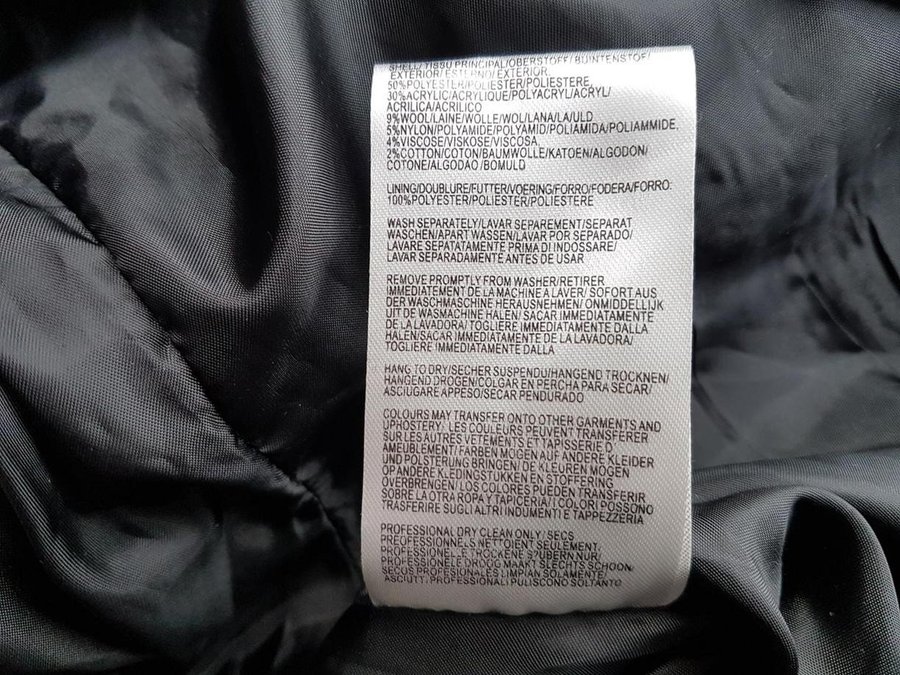 SHELL/TISSU PRINCIPAL/OBERSTOFF/BUINTENSTOF/
EXTERIOR/ESTERNO/EXTERIOR.
50%POLYESTER/POLIESTER/POLIESTERE.
30%ACRYLIC/ACRYLIQUE/POLYACRYL/ACRYL/
ACRILICA/ACRILICO
9%WOOL/LAINE/WOLLE/WOL/LANA/LA/ULD
5%NYLON/POLYAMIDE/POLYAMID/POLIAMIDA/POLIAMMIDE.
4%VISCOSE/VISKOSE/VISCOSA.
2%COTTON/COTON/BAUMWOLLE/KATOEN/ALGODON/
COTONE/ALGODAO/BOMULD
LINING/DOUBLURE/FUTTER/VOERING/FORRO/FODERA/FORRO:
100%POLYESTER/POLIESTER/POLIESTERE
WASH SEPARATELY/LAVAR SEPAREMENT/SEPARAT
WASCHEN/APART WASSEN/LAVAR POR SEPARADO/
LAVARE SEPATATAMENTE PRIMA DI INDOSSARE/
LAVAR SEPARADAMENTE ANTES DE USAR
REMOVE PROMPTLY FROM WASHER/RETIRER
IMMEDIATEMENT DE LA MACHINE A LAVER/ SOFORT AUS
DER WASCHMASCHINE HERAUSNEHMEN/ ONMIDDELLIJK
UIT DE WASMACHINE HALEN/ SACAR IMMEDIATAMENTE
DE LA LAVADORA/ TOGLIERE IMMEDIATAMENTE DALLA
HALEN/SACAR IMMEDIATAMENTE DE LA LAVADORA/
TOGLIERE IMMEDIATAMENTE DALLA
HANG TO DRY/SECHER SUSPENDU/HANGEND TROCKNEN/
HANGEND DROGEN/COLGAR EN PERCHA PARA SECAR/
ASCIUGARE APPESO/SECAR PENDURADO
COLOURS MAY TRANSFER ONTO OTHER GARMENTS AND
UPHOSTERY: LES COULEURS PEUVENT TRANSFERER
SUR LES AUTRES VETEMENTS ET TAPISSERIE D
AMEUBLEMENT/ FARBEN MOGEN AUF ANDERE KLEIDER
UND POLSTERUNG BRINGEN/ DE KLEUREN MOGEN
OP ANDERE KLEDINGSTUKKEN EN STOFFERING
OVERBRENGEN/ LOS COLORES PUEDEN TRANSFERIR
SOBRE LA OTRA ROPA Y TAPICERIA/ I COLORI POSSONO
TRASFERIRE SUGLI ALTRI INDUMENTI E TAPPEZZERIA
PROFESSIONAL DRY CLEAN ONLY/ SECS
PREOFESSIONNELS NETTOIENT SEULEMENT/
PROFESSIONELLE TROCKENE SAUBERN NUR/
PROFESSIONELE DROOG MAAKT SLECHTS SCHOON/
SECOS PROFESIONALES LIMPIAN SOLAMENTE/
ASCIUTT: PROFESSIONALI PULISCONO SOLTANTO